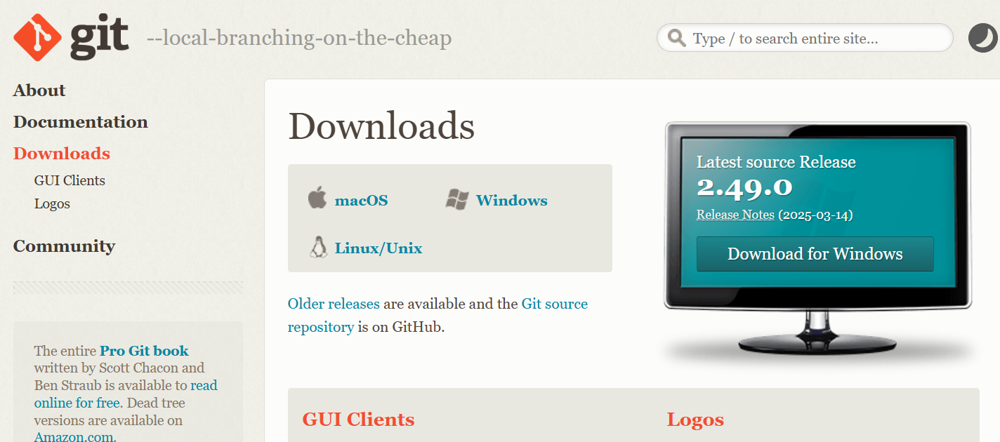 git --local-branching-on-the-cheap
Type / to search entire site...
About
Documentation
Downloads
GUI Clients
Logos
Community
The entire Pro Git book
written by Scott Chacon and
Ben Straub is available to read
online for free. Dead tree
versions are available on
Amazon.com.
Downloads
macOS
Windows
Linux/Unix
Older releases are available and the Git source
repository is on GitHub.
Latest source Release
2.49.0
Release Notes (2025-03-14)
Download for Windows
GUI Clients
Logos